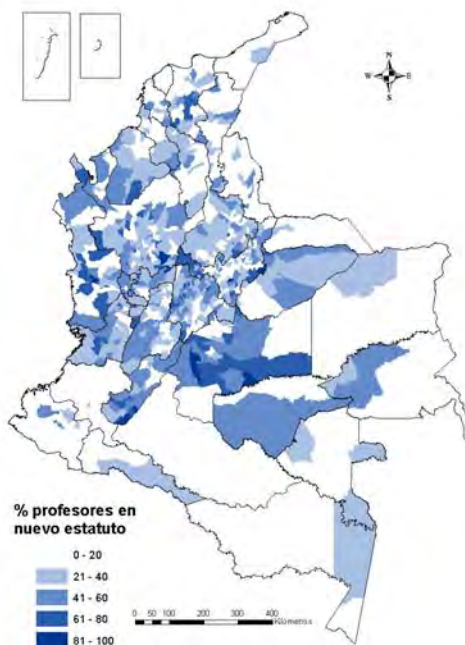 N
W E
S
% profesores en
nuevo estatuto
0 - 20
21 - 40
41 - 60
61 - 80
81 - 100
0 50 100 200 300 400
Kilometros